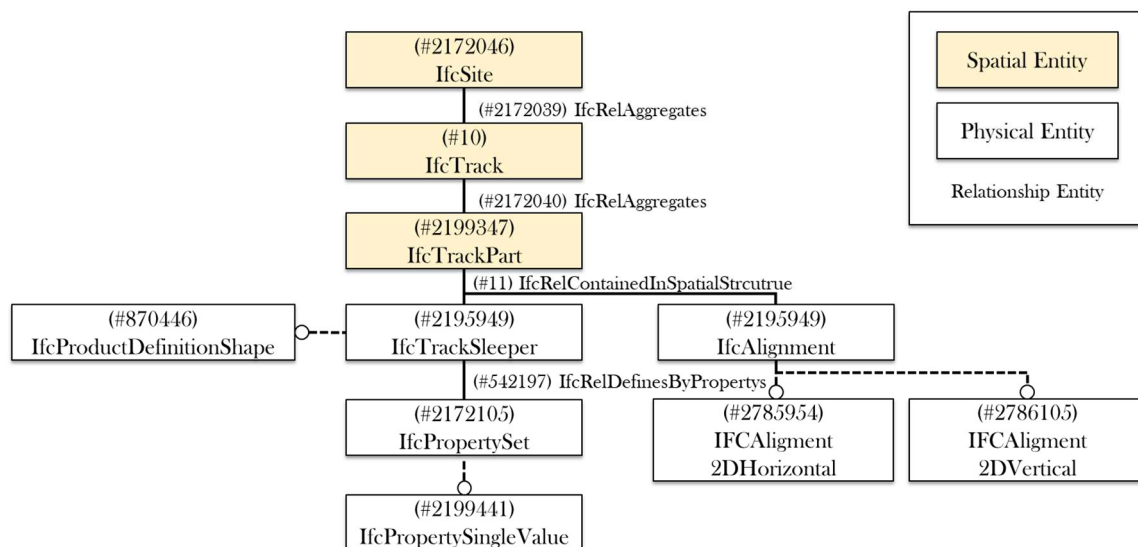 (#2172046)
IfcSite
Spatial Entity
(#2172039) IfcRelAggregates
Physical Entity
(#10)
IfcTrack
Relationship Entity
(#2172040) IfcRelAggregates
(#2199347)
IfcTrackPart
(#11) IfcRelContainedInSpatialStrcutrue
(#870446)
IfcProductDefinitionShape
(#2195949)
IfcTrackSleeper
(#2195949)
IfcAlignment
(#542197) IfcRelDefinesByPropertys
(#2172105)
IfcPropertySet
(#2785954)
IFCAligment
2DHorizontal
(#2786105)
IFCAligment
2DVertical
(#2199441)
IfcPropertySingleValue